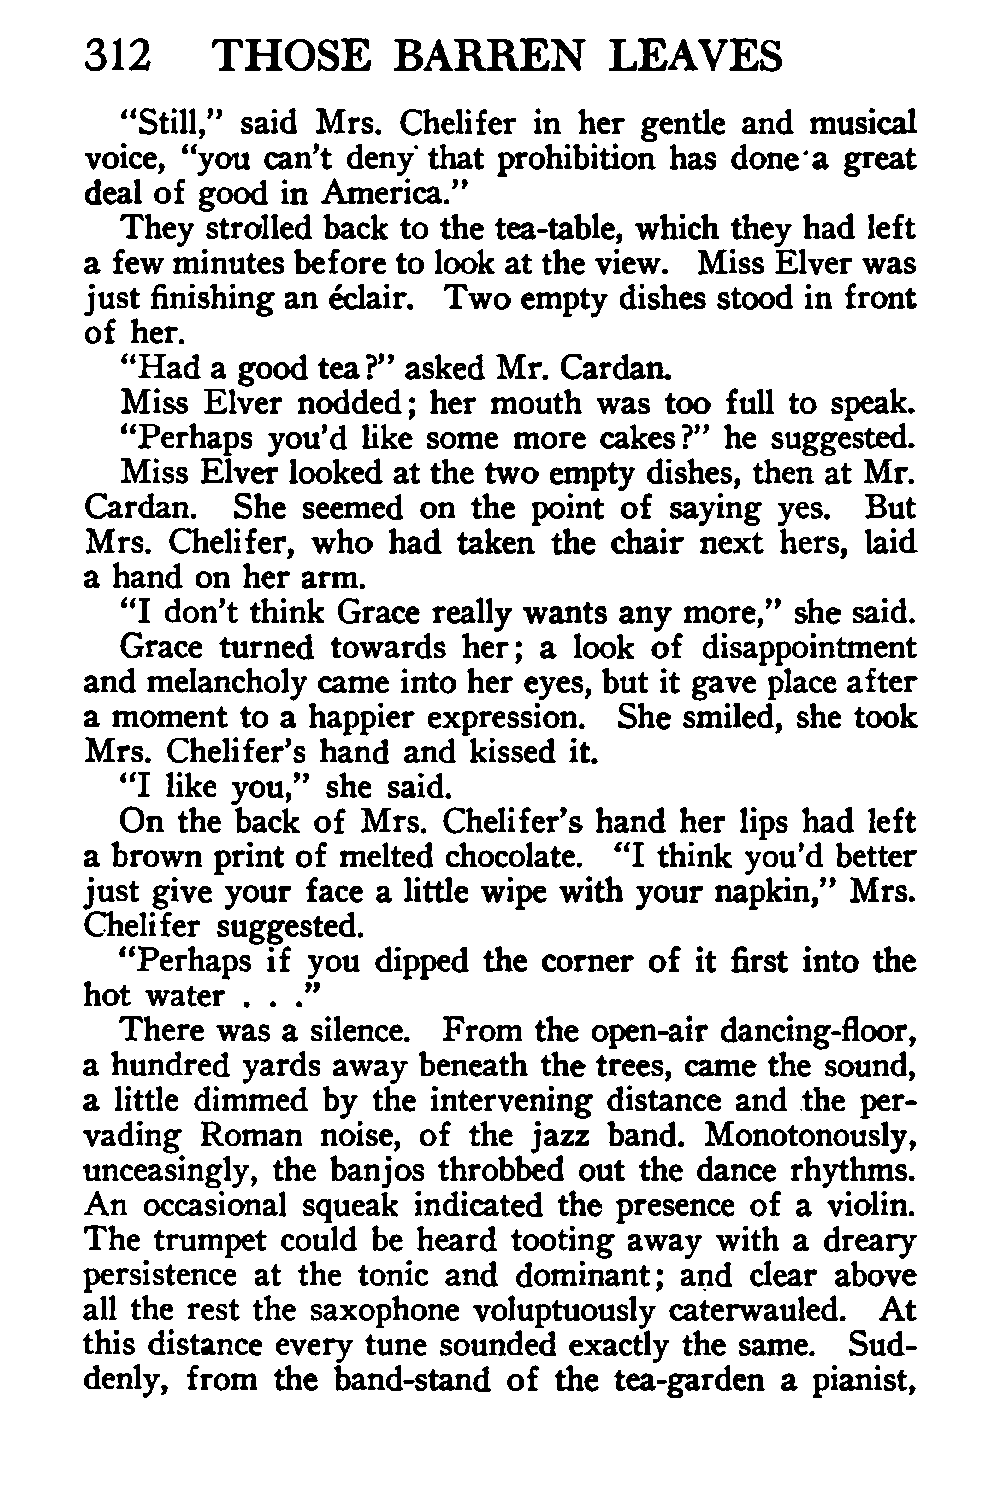 312 THOSE BARREN LEAVES
“Still,” said Mrs. Chelifer in her gentle and musical
voice, “you can't deny that prohibition has done a great
deal of good in America.”
They strolled back to the tea-table, which they had left
a few minutes before to look at the view. Miss Elver was
just finishing an éclair. Two empty dishes stood in front
of her.
“Had a good tea?” asked Mr. Cardan.
Miss Elver nodded; her mouth was too full to speak.
“Perhaps you'd like some more cakes?” he suggested.
Miss Elver looked at the two empty dishes, then at Mr.
Cardan. She seemed on the point of saying yes. But
Mrs. Chelifer, who had taken the chair next hers, laid
a hand on her arm.
“I don't think Grace really wants any more,” she said.
Grace turned towards her; a look of disappointment
and melancholy came into her eyes, but it gave place after
a moment to a happier expression. She smiled, she took
Mrs. Chelifer's hand and kissed it.
“I like you,” she said.
On the back of Mrs. Chelifer's hand her lips had left
a brown print of melted chocolate. “I think you'd better
just give your face a little wipe with your napkin,” Mrs.
Chelifer suggested.
“Perhaps if you dipped the corner of it first into the
hot water . . .”
There was a silence. From the open-air dancing-floor,
a hundred yards away beneath the trees, came the sound,
a little dimmed by the intervening distance and the per-
vading Roman noise, of the jazz band. Monotonously,
unceasingly, the banjos throbbed out the dance rhythms.
An occasional squeak indicated the presence of a violin.
The trumpet could be heard tooting away with a dreary
persistence at the tonic and dominant; and clear above
all the rest the saxophone voluptuously caterwauled. At
this distance every tune sounded exactly the same. Sud-
denly, from the band-stand of the tea-garden a pianist,